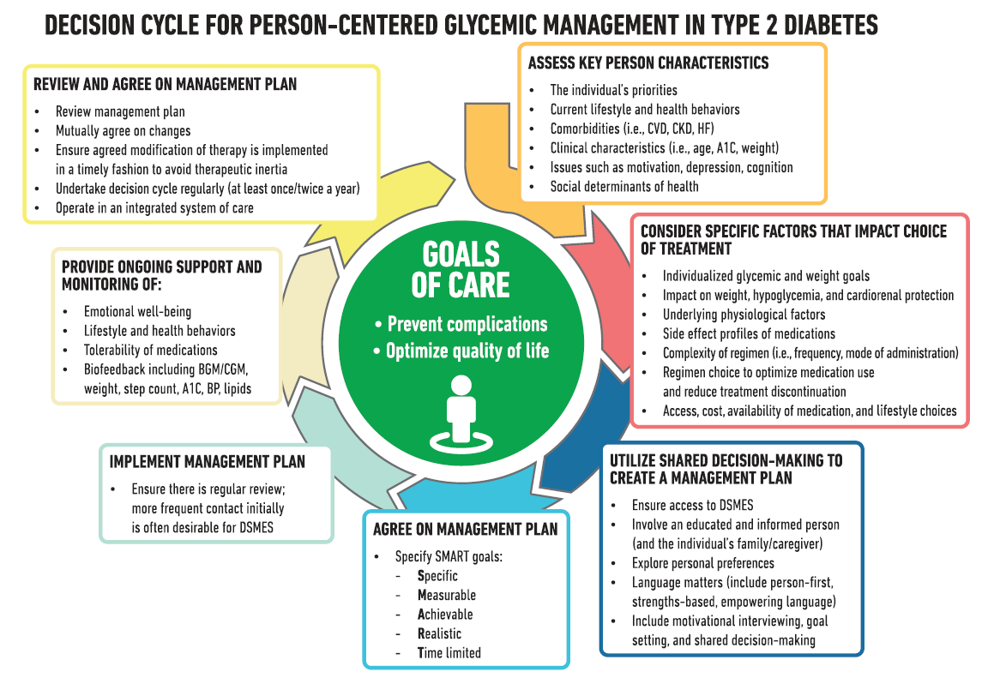 DECISION CYCLE FOR PERSON-CENTERED GLYCEMIC MANAGEMENT IN TYPE 2 DIABETES
REVIEW AND AGREE ON MANAGEMENT PLAN
• Review management plan
• Mutually agree on changes
• Ensure agreed modification of therapy is implemented
in a timely fashion to avoid therapeutic inertia
• Undertake decision cycle regularly (at least once/twice a year)
• Operate in an integrated system of care
ASSESS KEY PERSON CHARACTERISTICS
• The individual's priorities
• Current lifestyle and health behaviors
• Comorbidities (i.e., CVD, CKD, HF)
• Clinical characteristics (i.e., age, A1C, weight)
• Issues such as motivation, depression, cognition
• Social determinants of health
CONSIDER SPECIFIC FACTORS THAT IMPACT CHOICE
OF TREATMENT
• Individualized glycemic and weight goals
• Impact on weight, hypoglycemia, and cardiorenal protection
• Underlying physiological factors
• Side effect profiles of medications
• Complexity of regimen (i.e., frequency, mode of administration)
• Regimen choice to optimize medication use
and reduce treatment discontinuation
• Access, cost, availability of medication, and lifestyle choices
GOALS
OF CARE
• Prevent complications
• Optimize quality of life
PROVIDE ONGOING SUPPORT AND
MONITORING OF:
• Emotional well-being
• Lifestyle and health behaviors
• Tolerability of medications
• Biofeedback including BGM/CGM,
weight, step count, A1C, BP, lipids
IMPLEMENT MANAGEMENT PLAN
• Ensure there is regular review;
more frequent contact initially
is often desirable for DSMES
AGREE ON MANAGEMENT PLAN
• Specify SMART goals:
- Specific
- Measurable
- Achievable
- Realistic
- Time limited
UTILIZE SHARED DECISION-MAKING TO
CREATE A MANAGEMENT PLAN
• Ensure access to DSMES
• Involve an educated and informed person
(and the individual's family/caregiver)
• Explore personal preferences
• Language matters (include person-first,
strengths-based, empowering language)
• Include motivational interviewing, goal
setting, and shared decision-making